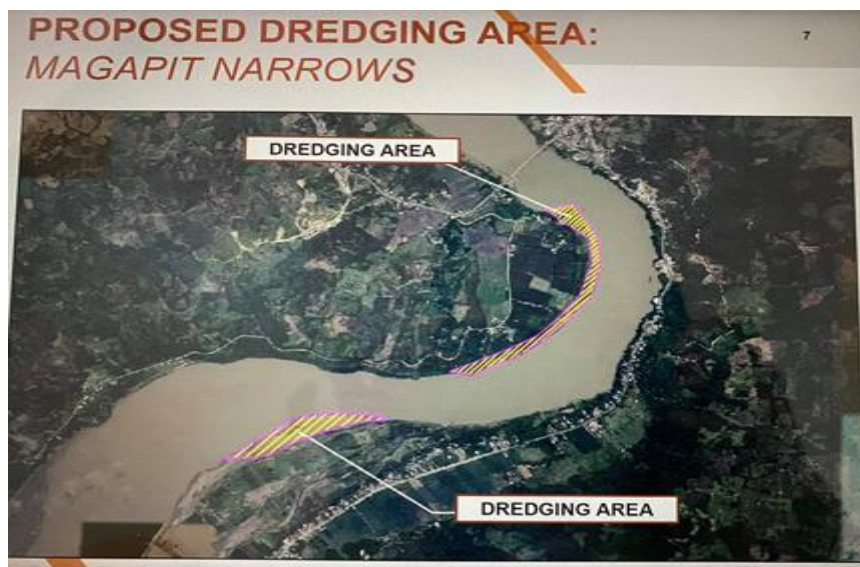 PROPOSED DREDGING AREA:
7
MAGAPIT NARROWS
DREDGING AREA
DREDGING AREA